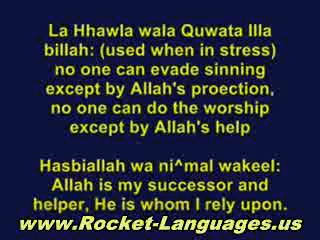 La Hhawla wala Quwata Illa
billah: (used when in stress)
no one can evade sinning
except by Allah's proection,
no one can do the worship
except by Allah's help
Hasbiallah wa ni^mal wakeel:
Allah is my successor and
helper, He is whom I rely upon.
www.Rocket-Languages.us